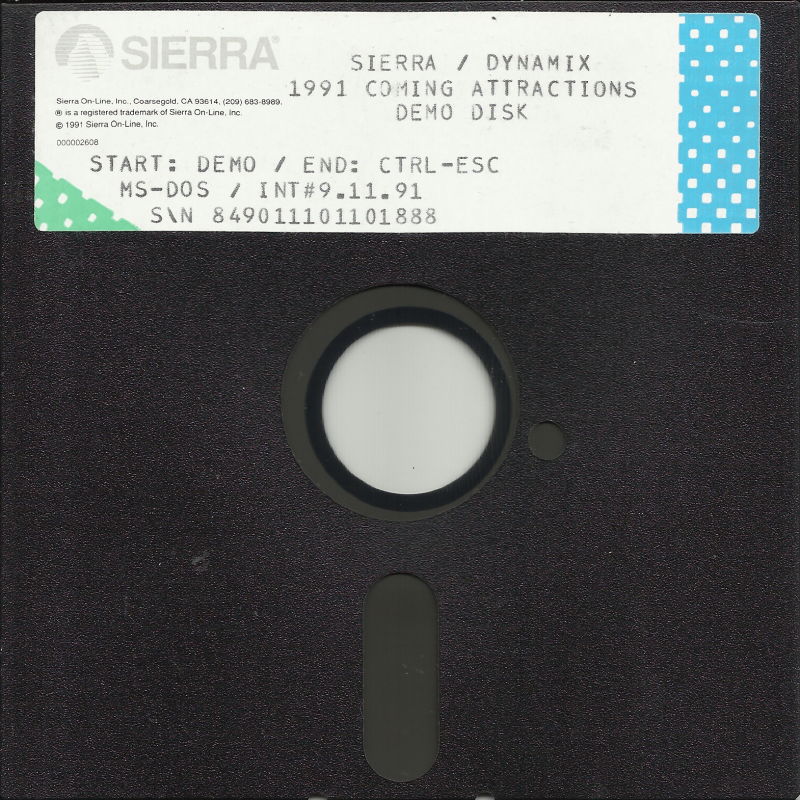 SIERRA®
SIERRA / DYNAMIX
1991 COMING ATTRACTIONS
DEMO DISK
Sierra On-Line, Inc., Coarsegold, CA 93614, (209) 683-8989.
® is a registered trademark of Sierra On-Line, Inc.
© 1991 Sierra On-Line, Inc.
000002608
START: DEMO / END: CTRL-ESC
MS-DOS / INT#9.11.91
S\N 849011101101888